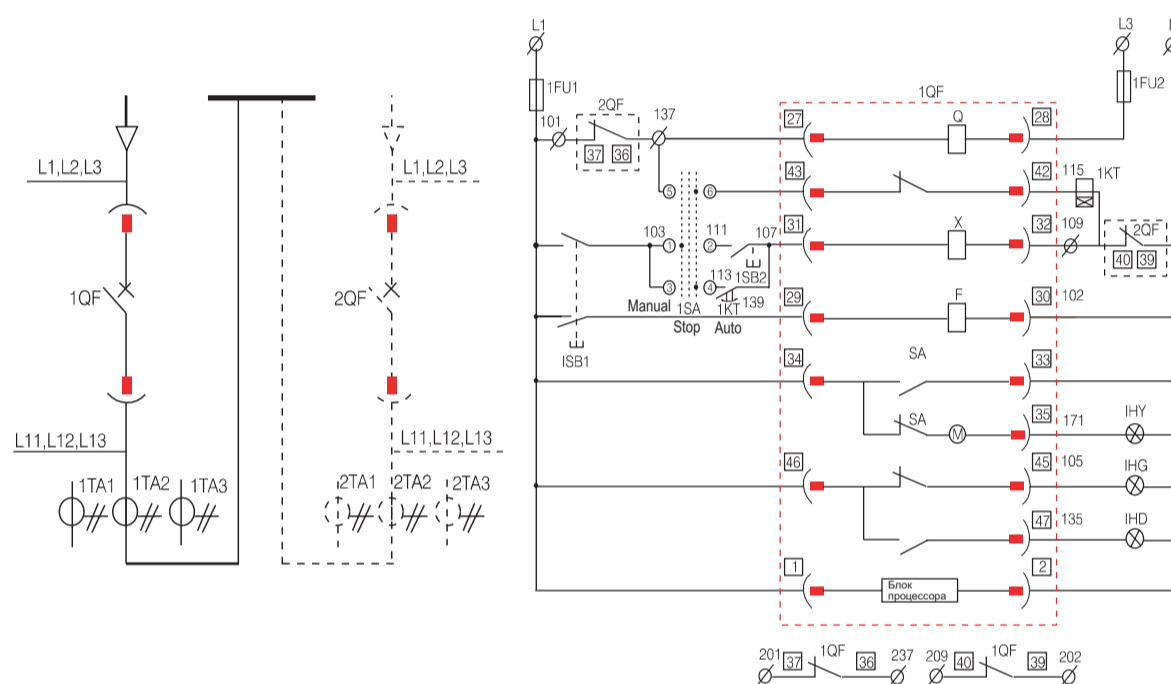 L1,L2,L3
1QF
L11,L12,L13
1TA1
1TA2
1TA3
L1,L2,L3
2QF
L11,L12,L13
2TA1
2TA2
2TA3
L1
1FU1
101
2QF
37
36
137
1QF
L3
1FU2
27
Q
28
43
42
115
1KT
5
6
103
1
111
2
107
1SB2
31
X
32
109
2QF
40
39
3
113
4
1KT
139
Manual
1SA
Stop
Auto
ISB1
29
F
30
102
34
SA
33
SA
M
35
171
IHY
46
45
105
IHG
47
135
IHD
1
Блок
процессора
2
201
37
1QF
36
237
209
40
1QF
39
202